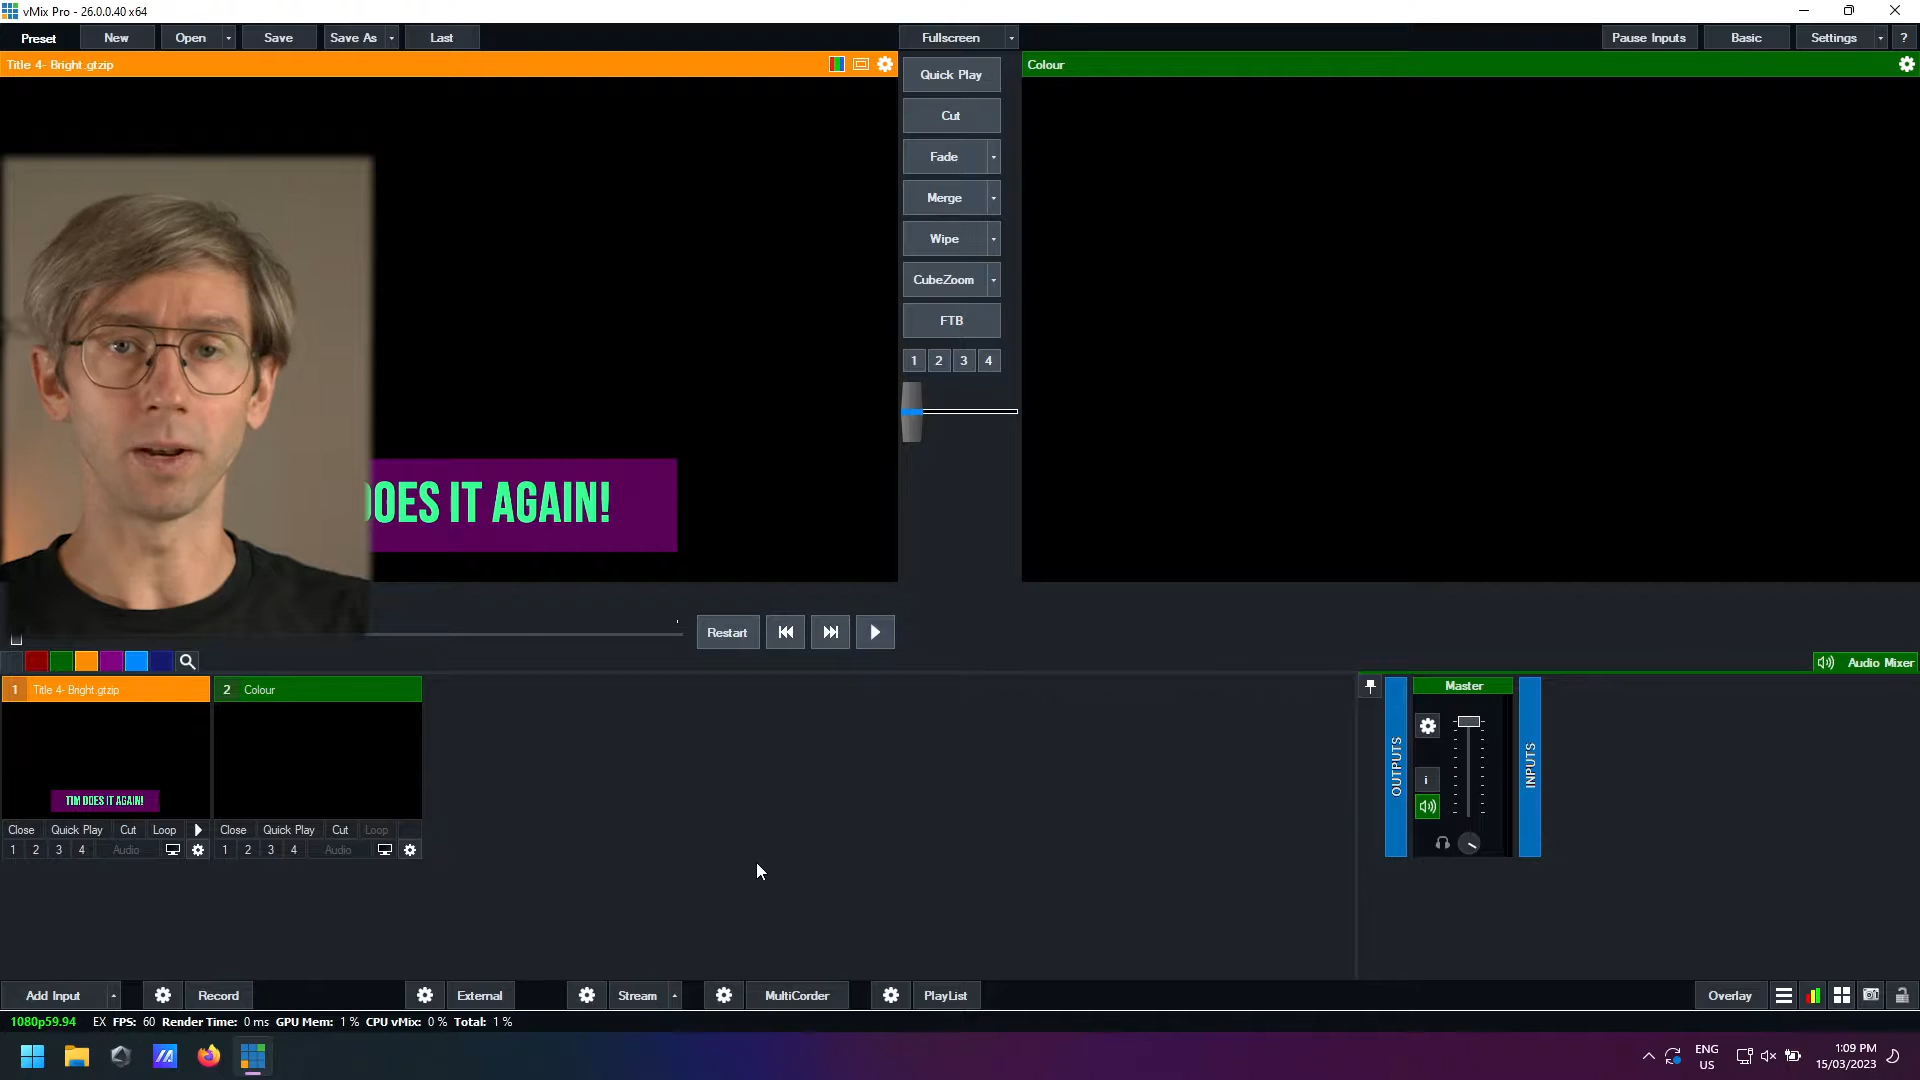 vMix Pro - 26.0.0.40 x64
Preset New Open Save Save As Last Fullscreen Pause Inputs Basic Settings ?
Title 4- Bright.gtzip
Colour
Quick Play
Cut
Fade
Merge
Wipe
CubeZoom
FTB
1 2 3 4
DOES IT AGAIN!
Restart
Audio Mixer
1 Title 4- Bright.gtzip
2 Colour
Master
OUTPUTS
INPUTS
i
TIM DOES IT AGAIN!
Close Quick Play Cut Loop
Close Quick Play Cut Loop
1 2 3 4 Audio
1 2 3 4 Audio
Add Input Record External Stream MultiCorder PlayList Overlay
1080p59.94 EX FPS: 60 Render Time: 0 ms GPU Mem: 1 % CPU vMix: 0 % Total: 1 %
ENG
US
1:09 PM
15/03/2023